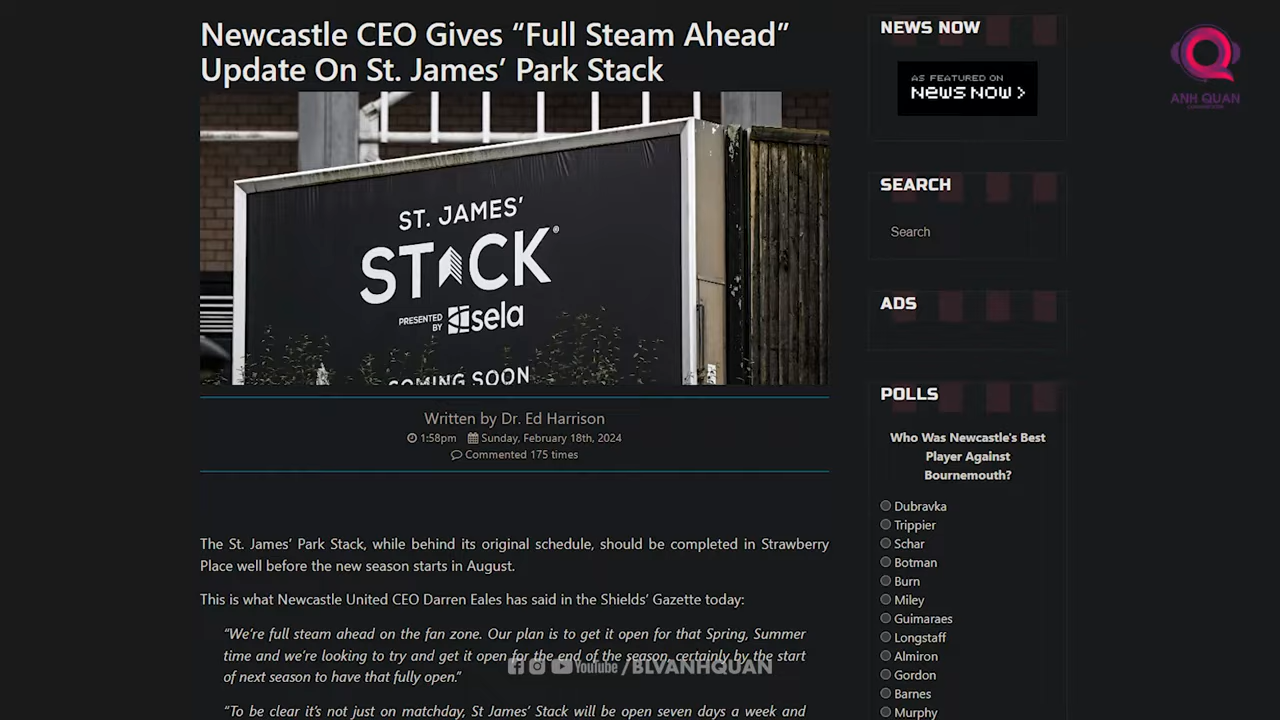 Newcastle CEO Gives “Full Steam Ahead”
Update On St. James’ Park Stack
ST. JAMES’
STACK®
PRESENTED
BY
sela
COMING SOON
Written by Dr. Ed Harrison
1:58pm Sunday, February 18th, 2024
Commented 175 times
The St. James’ Park Stack, while behind its original schedule, should be completed in Strawberry
Place well before the new season starts in August.
This is what Newcastle United CEO Darren Eales has said in the Shields’ Gazette today:
“We’re full steam ahead on the fan zone. Our plan is to get it open for that Spring, Summer
time and we’re looking to try and get it open for the end of the season, certainly by the start
of next season to have that fully open.”
“To be clear it’s not just on matchday, St James’ Stack will be open seven days a week and
YouTube /BLVANHQUAN
NEWS NOW
AS FEATURED ON
NEWS NOW >
SEARCH
Search
ADS
POLLS
Who Was Newcastle's Best
Player Against
Bournemouth?
Dubravka
Trippier
Schar
Botman
Burn
Miley
Guimaraes
Longstaff
Almiron
Gordon
Barnes
Murphy
ANH QUAN